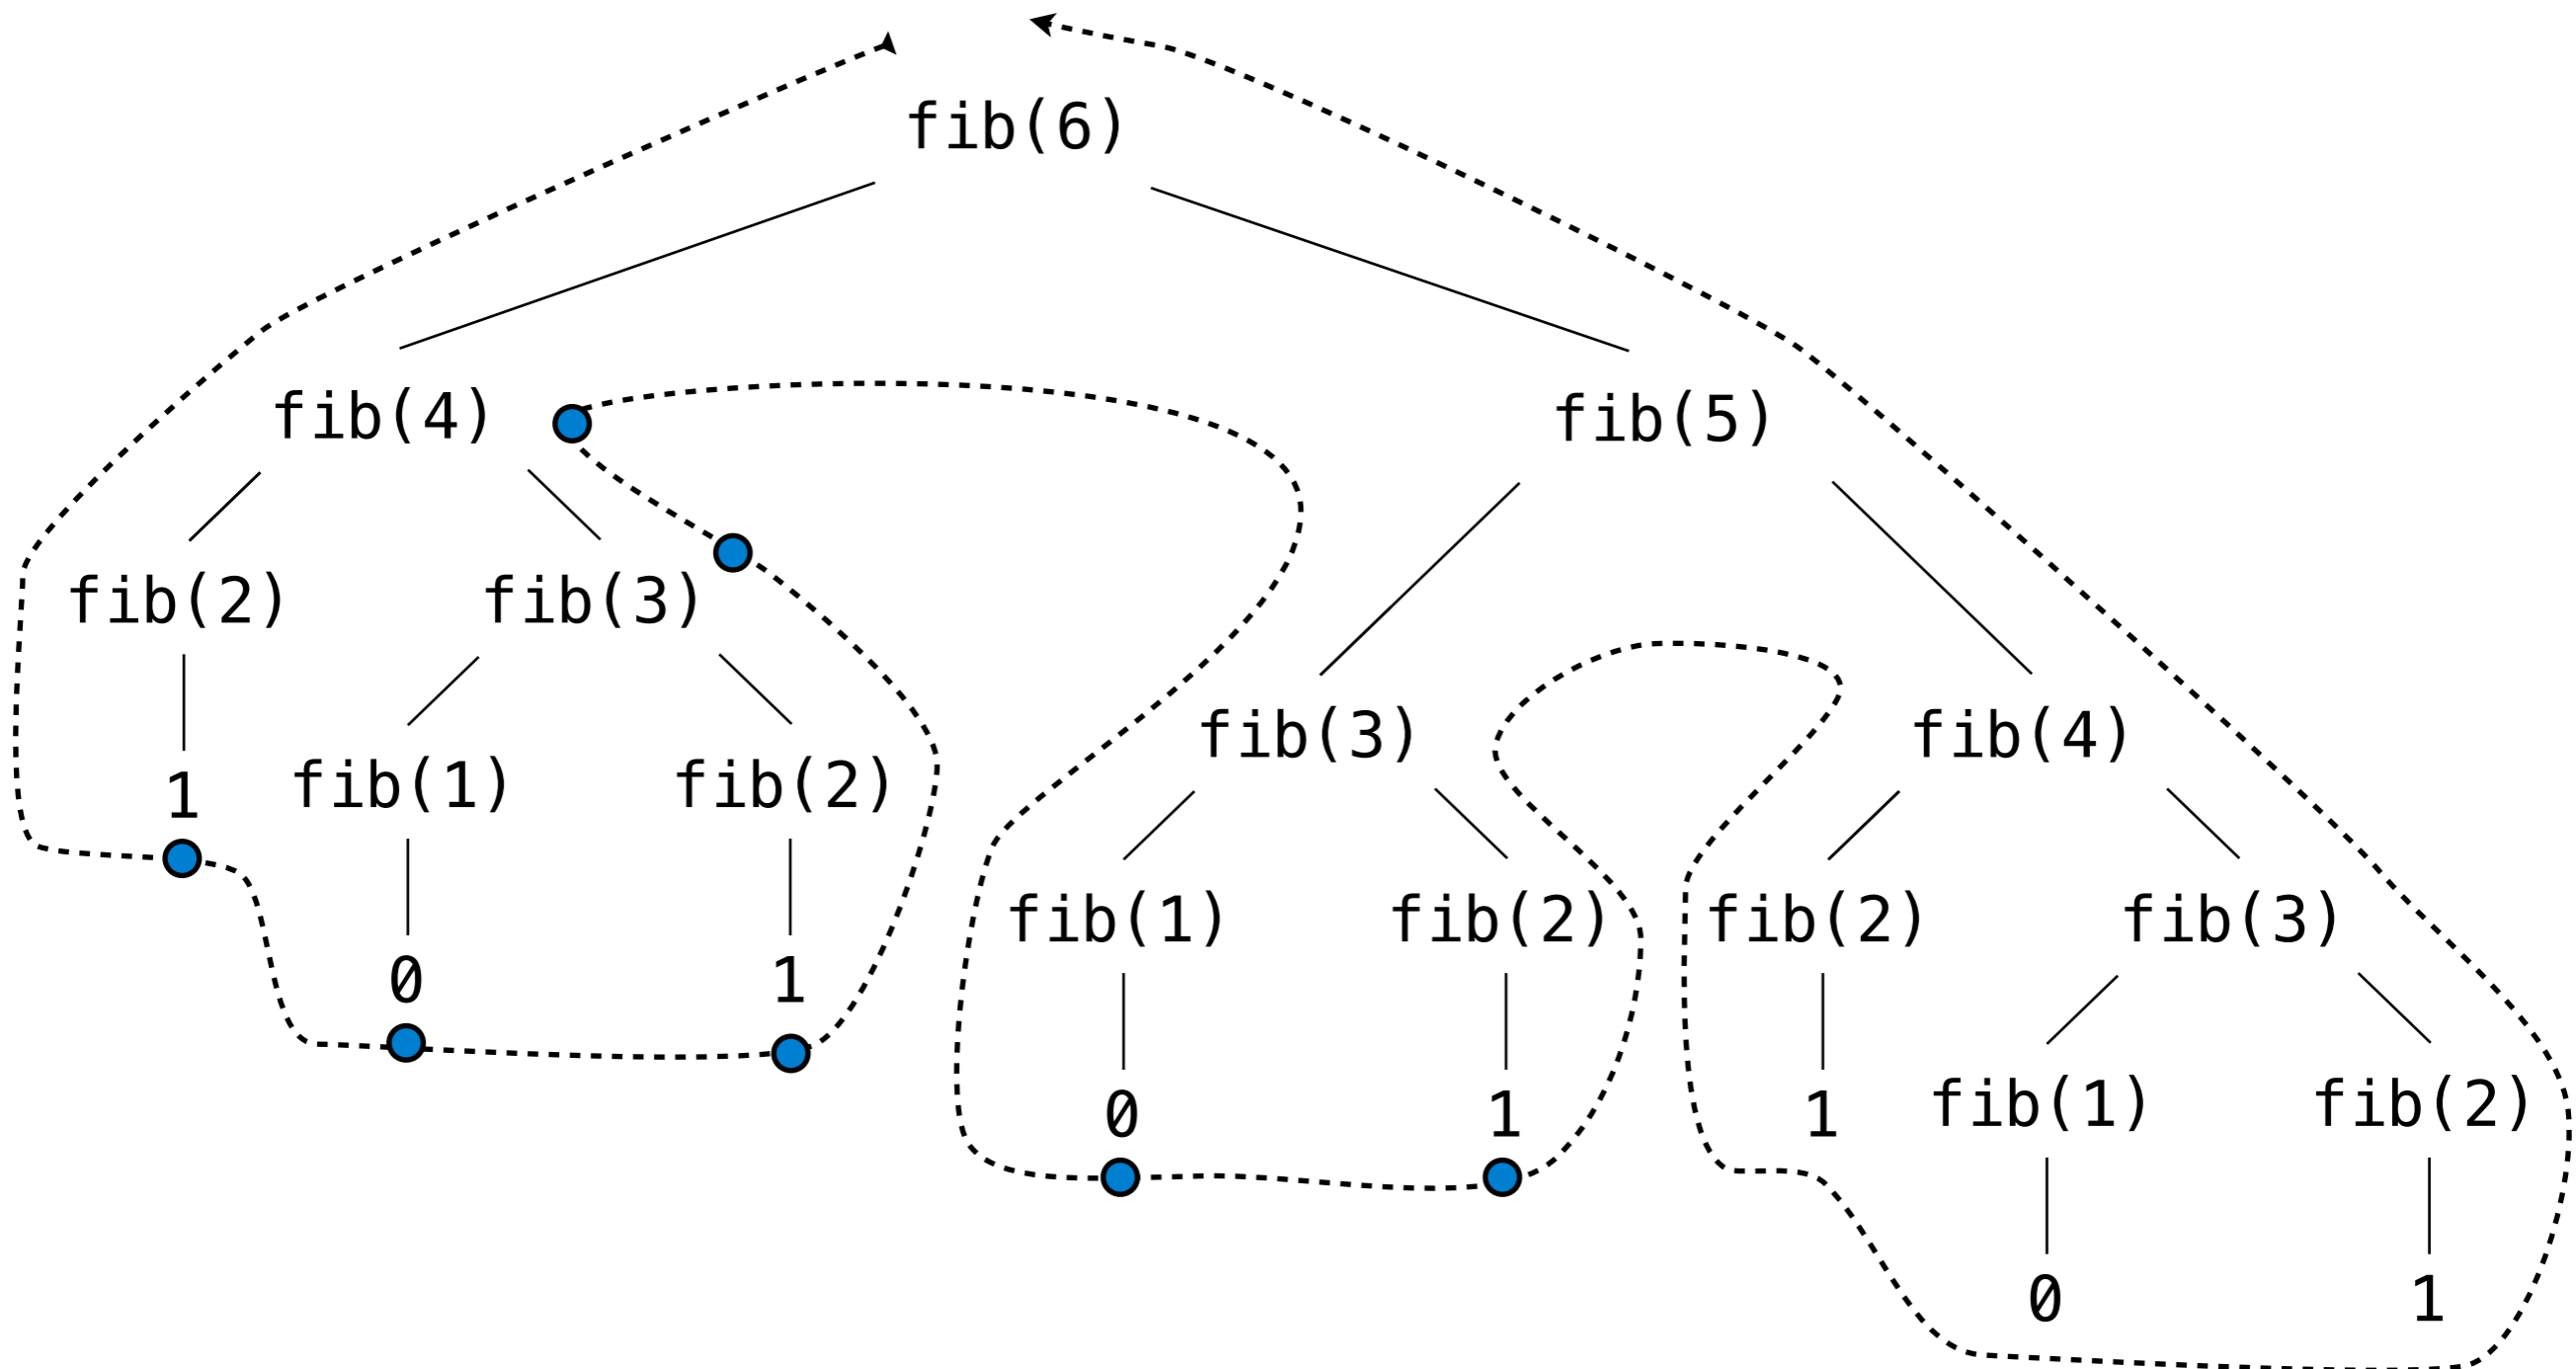 fib(6)
fib(4) fib(5)
fib(2) fib(3)
fib(3) fib(4)
1 fib(1) fib(2)
fib(1) fib(2) fib(2) fib(3)
0 1
0 1 1 fib(1) fib(2)
0 1